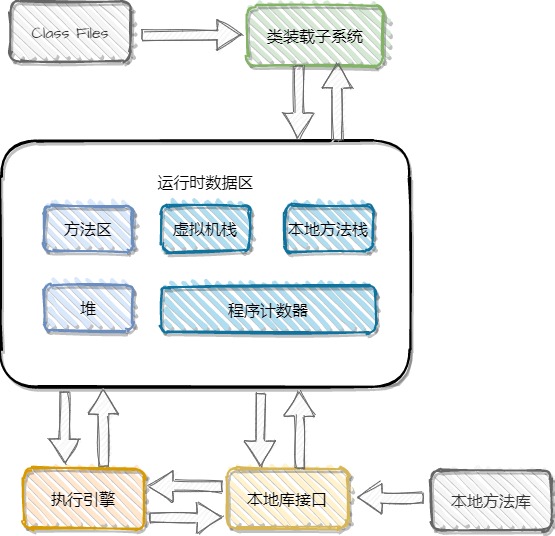 Class Files
类装载子系统
运行时数据区
方法区
虚拟机栈
本地方法栈
堆
程序计数器
执行引擎
本地库接口
本地方法库